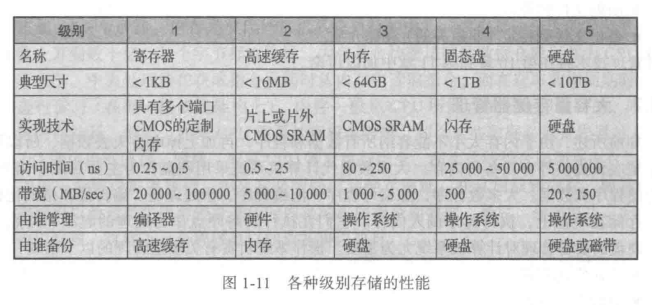 级别 1 2 3 4 5
名称 寄存器 高速缓存 内存 固态盘 硬盘
典型尺寸 < 1KB < 16MB < 64GB < 1TB < 10TB
实现技术 具有多个端口CMOS的定制内存 片上或片外CMOS SRAM CMOS SRAM 闪存 硬盘
访问时间(ns) 0.25 ~ 0.5 0.5 ~ 25 80 ~ 250 25 000 ~ 50 000 5 000 000
带宽(MB/sec) 20 000 ~ 100 000 5 000 ~ 10 000 1 000 ~ 5 000 500 20 ~ 150
由谁管理 编译器 硬件 操作系统 操作系统 操作系统
由谁备份 高速缓存 内存 硬盘 硬盘 硬盘或磁带
图 1-11 各种级别存储的性能